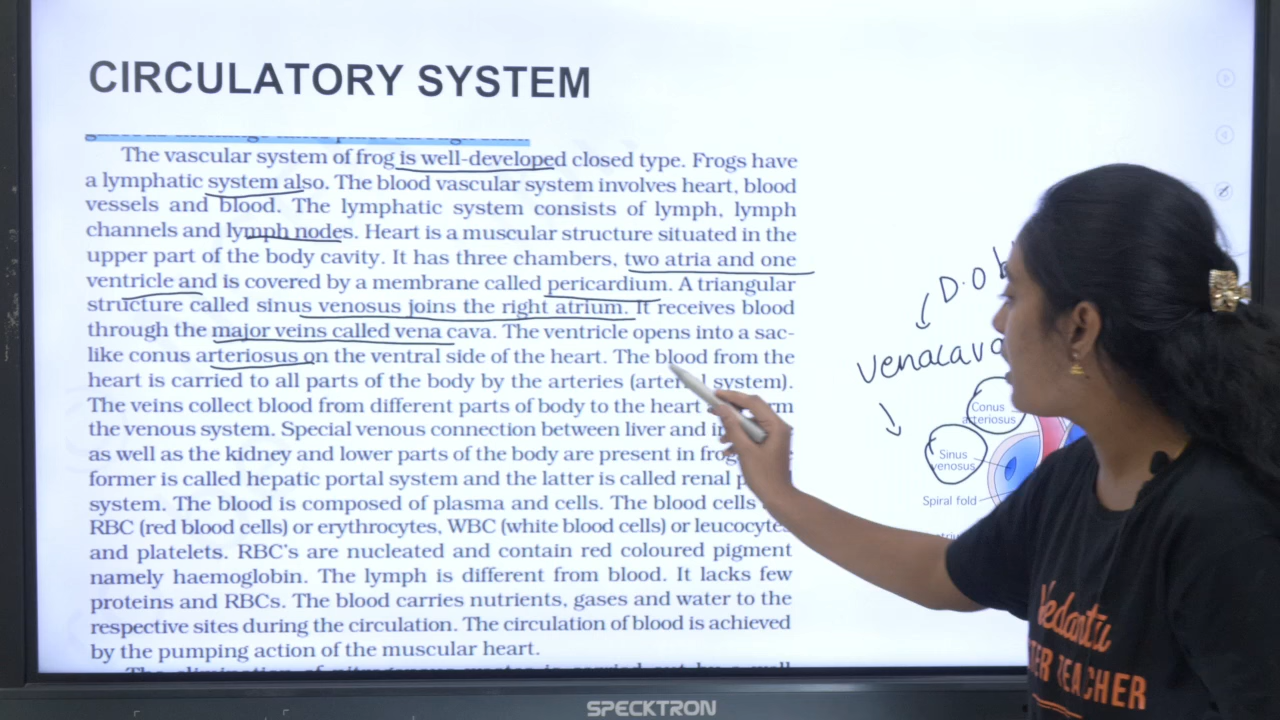 CIRCULATORY SYSTEM
The vascular system of frog is well-developed closed type. Frogs have
a lymphatic system also. The blood vascular system involves heart, blood
vessels and blood. The lymphatic system consists of lymph, lymph
channels and lymph nodes. Heart is a muscular structure situated in the
upper part of the body cavity. It has three chambers, two atria and one
ventricle and is covered by a membrane called pericardium. A triangular
structure called sinus venosus joins the right atrium. It receives blood
through the major veins called vena cava. The ventricle opens into a sac-
like conus arteriosus on the ventral side of the heart. The blood from the
heart is carried to all parts of the body by the arteries (arterial system).
The veins collect blood from different parts of body to the heart
the venous system. Special venous connection between liver and
as well as the kidney and lower parts of the body are present in
former is called hepatic portal system and the latter is called renal
system. The blood is composed of plasma and cells. The blood cells
RBC (red blood cells) or erythrocytes, WBC (white blood cells) or leucocytes
and platelets. RBC's are nucleated and contain red coloured pigment
namely haemoglobin. The lymph is different from blood. It lacks few
proteins and RBCs. The blood carries nutrients, gases and water to the
respective sites during the circulation. The circulation of blood is achieved
by the pumping action of the muscular heart.
D.O
venacava
Conus
arteriosus
Sinus
venosus
Spiral fold
Vedantu
TEACHER
SPECKTRON